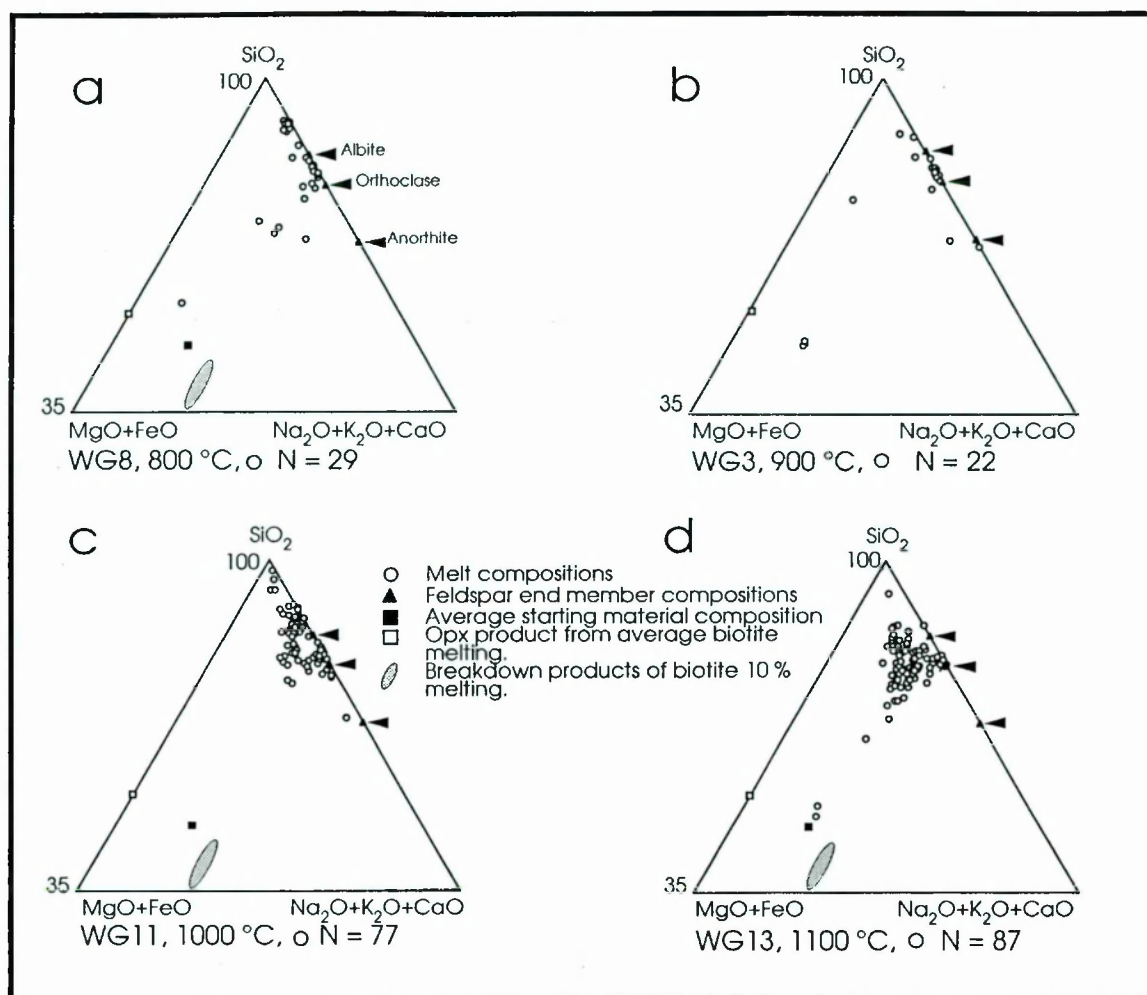 a
SiO2
100
Albite
Orthoclase
Anorthite
35
MgO+FeO Na2O+K2O+CaO
WG8, 800 °C, o N = 29
b
SiO2
100
35
MgO+FeO Na2O+K2O+CaO
WG3, 900 °C, o N = 22
c
SiO2
100
35
MgO+FeO Na2O+K2O+CaO
WG11, 1000 °C, o N = 77
Melt compositions
Feldspar end member compositions
Average starting material composition
Opx product from average biotite
melting.
Breakdown products of biotite 10 %
melting.
d
SiO2
100
35
MgO+FeO Na2O+K2O+CaO
WG13, 1100 °C, o N = 87